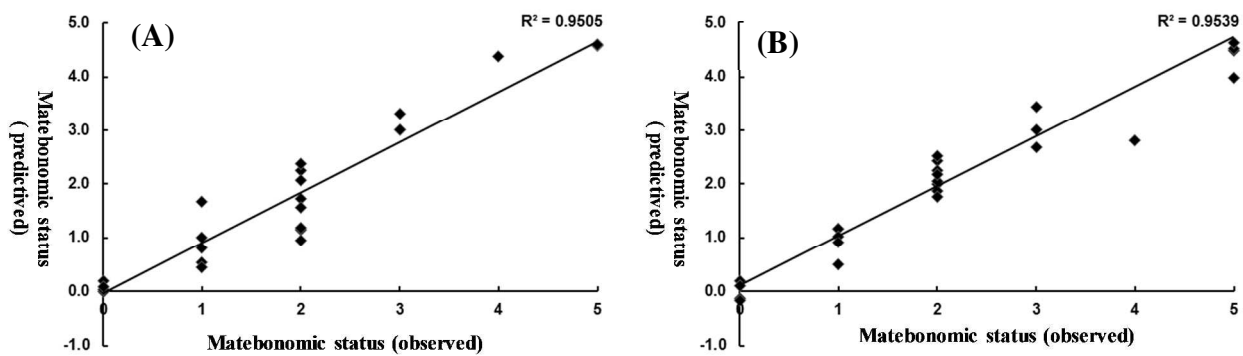 (A)
R² = 0.9505
5.0
4.0
3.0
2.0
1.0
0.0
-1.0
0 1 2 3 4 5
Matebonomic status
( predictived)
Matebonomic status (observed)
(B)
R² = 0.9539
5.0
4.0
3.0
2.0
1.0
0.0
-1.0
0 1 2 3 4 5
Matebonomic status
( predictived)
Matebonomic status (observed)